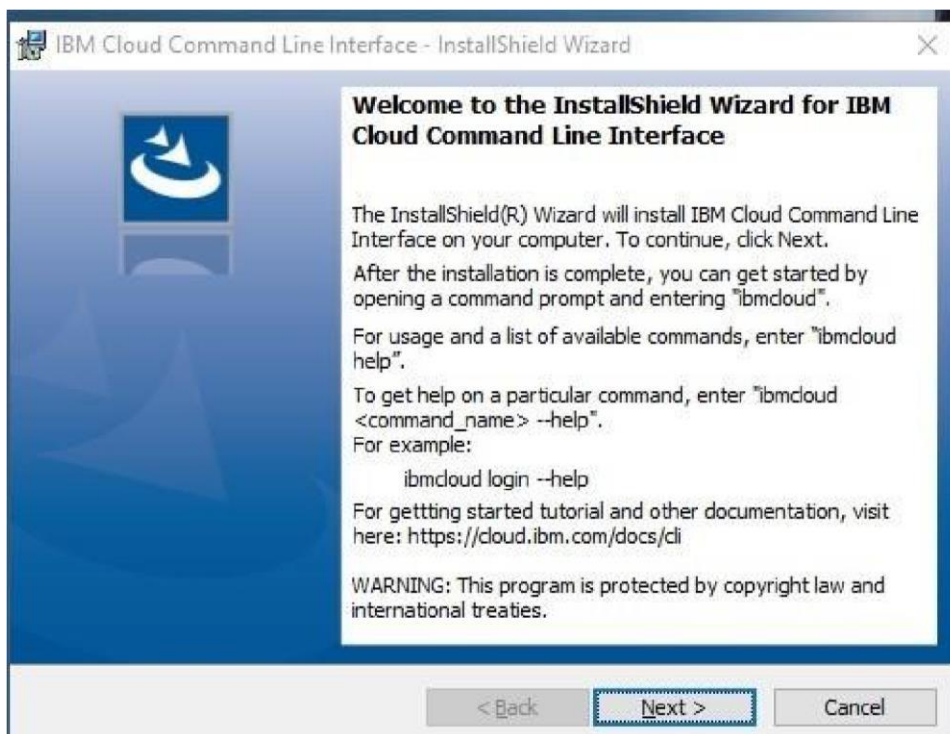 IBM Cloud Command Line Interface - InstallShield Wizard
Welcome to the InstallShield Wizard for IBM
Cloud Command Line Interface
The InstallShield(R) Wizard will install IBM Cloud Command Line
Interface on your computer. To continue, click Next.
After the installation is complete, you can get started by
opening a command prompt and entering "ibmcloud".
For usage and a list of available commands, enter "ibmcloud
help".
To get help on a particular command, enter "ibmcloud
<command_name> --help".
For example:
ibmcloud login --help
For gettting started tutorial and other documentation, visit
here: https://cloud.ibm.com/docs/cli
WARNING: This program is protected by copyright law and
international treaties.
< Back Next > Cancel